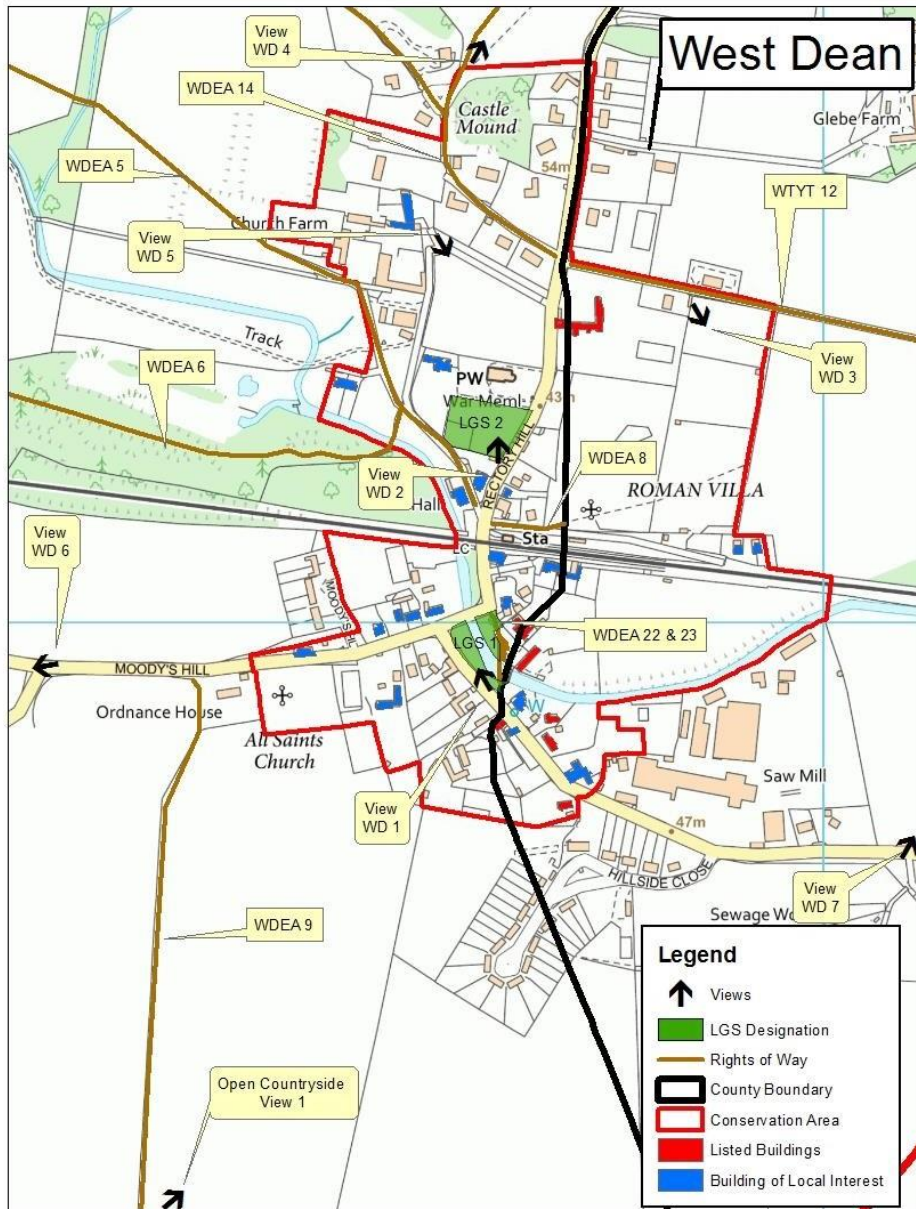 West Dean
View
WD 4
WDEA 14
Castle
Mound
Glebe Farm
54m
WDEA 5
WTYT 12
Church Farm
View
WD 5
Track
View
WD 3
WDEA 6
PW
War Meml
43m
LGS 2
RECTORY HILL
WDEA 8
View
WD 2
ROMAN VILLA
Hall
Sta
LC
View
WD 6
MOODY'S HILL
LGS 1
WDEA 22 & 23
MOODY'S HILL
Ordnance House
W
All Saints
Church
Saw Mill
View
WD 1
47m
HILLSIDE CLOSE
View
WD 7
Sewage Wo
WDEA 9
Legend
Views
LGS Designation
Rights of Way
County Boundary
Conservation Area
Listed Buildings
Building of Local Interest
Open Countryside
View 1